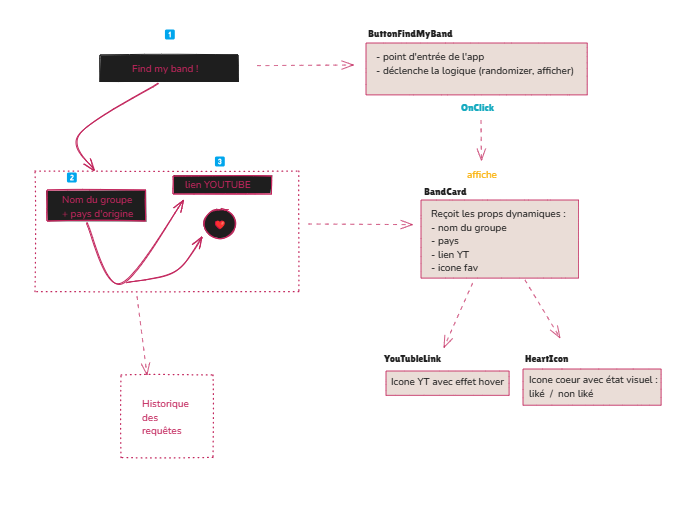 1
Find my band !
2
Nom du groupe
+ pays d'origine
3
lien YOUTUBE
Historique
des
requêtes
ButtonFindMyBand
- point d'entrée de l'app
- déclenche la logique (randomizer, afficher)
OnClick
affiche
BandCard
Reçoit les props dynamiques :
- nom du groupe
- pays
- lien YT
- icone fav
YouTubleLink
Icone YT avec effet hover
HeartIcon
Icone coeur avec état visuel :
liké / non liké